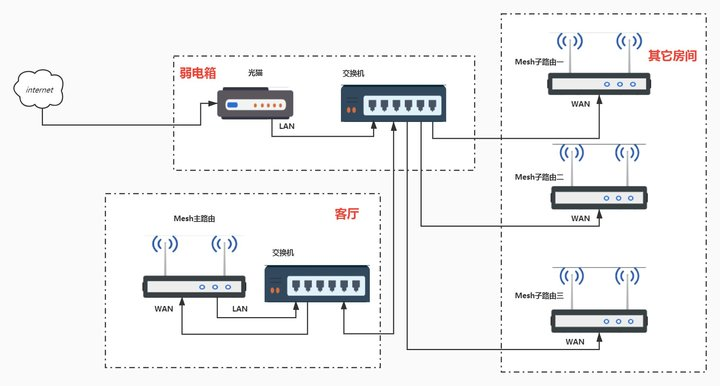 internet
弱电箱
光猫
LAN
交换机
其它房间
Mesh子路由一
WAN
Mesh子路由二
WAN
Mesh子路由三
WAN
客厅
Mesh主路由
WAN
LAN
交换机